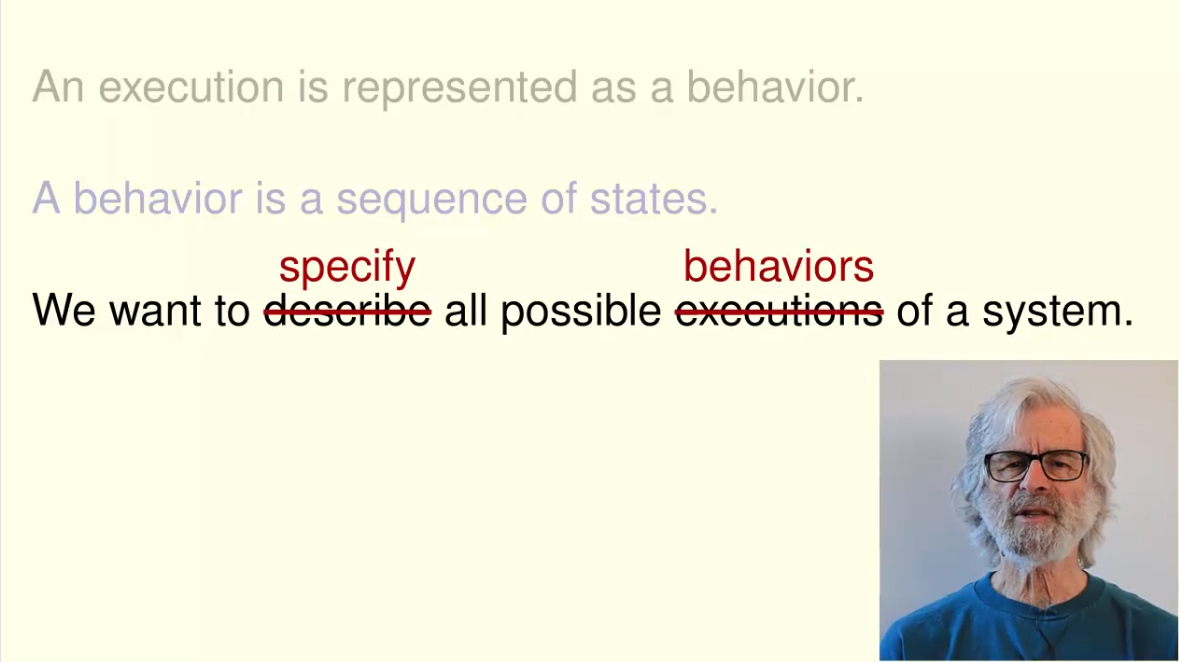 An execution is represented as a behavior.
A behavior is a sequence of states.
specify behaviors
We want to describe all possible executions of a system.